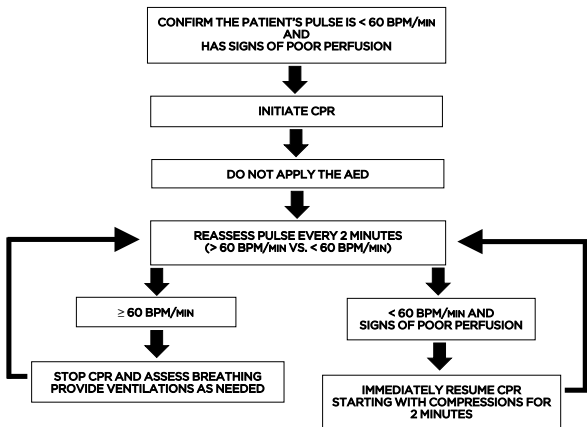 CONFIRM THE PATIENT'S PULSE IS < 60 BPM/MIN
AND
HAS SIGNS OF POOR PERFUSION
INITIATE CPR
DO NOT APPLY THE AED
REASSESS PULSE EVERY 2 MINUTES
(> 60 BPM/MIN VS. < 60 BPM/MIN)
≥ 60 BPM/MIN
STOP CPR AND ASSESS BREATHING
PROVIDE VENTILATIONS AS NEEDED
< 60 BPM/MIN AND
SIGNS OF POOR PERFUSION
IMMEDIATELY RESUME CPR
STARTING WITH COMPRESSIONS FOR
2 MINUTES